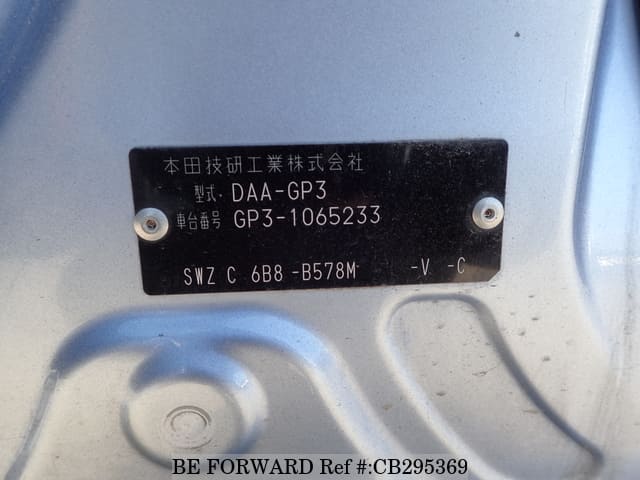 本田技研工業株式会社
型式 DAA-GP3
車台番号 GP3-1065233
SWZ C 6B8 -B578M -V -C
BE FORWARD Ref #:CB295369